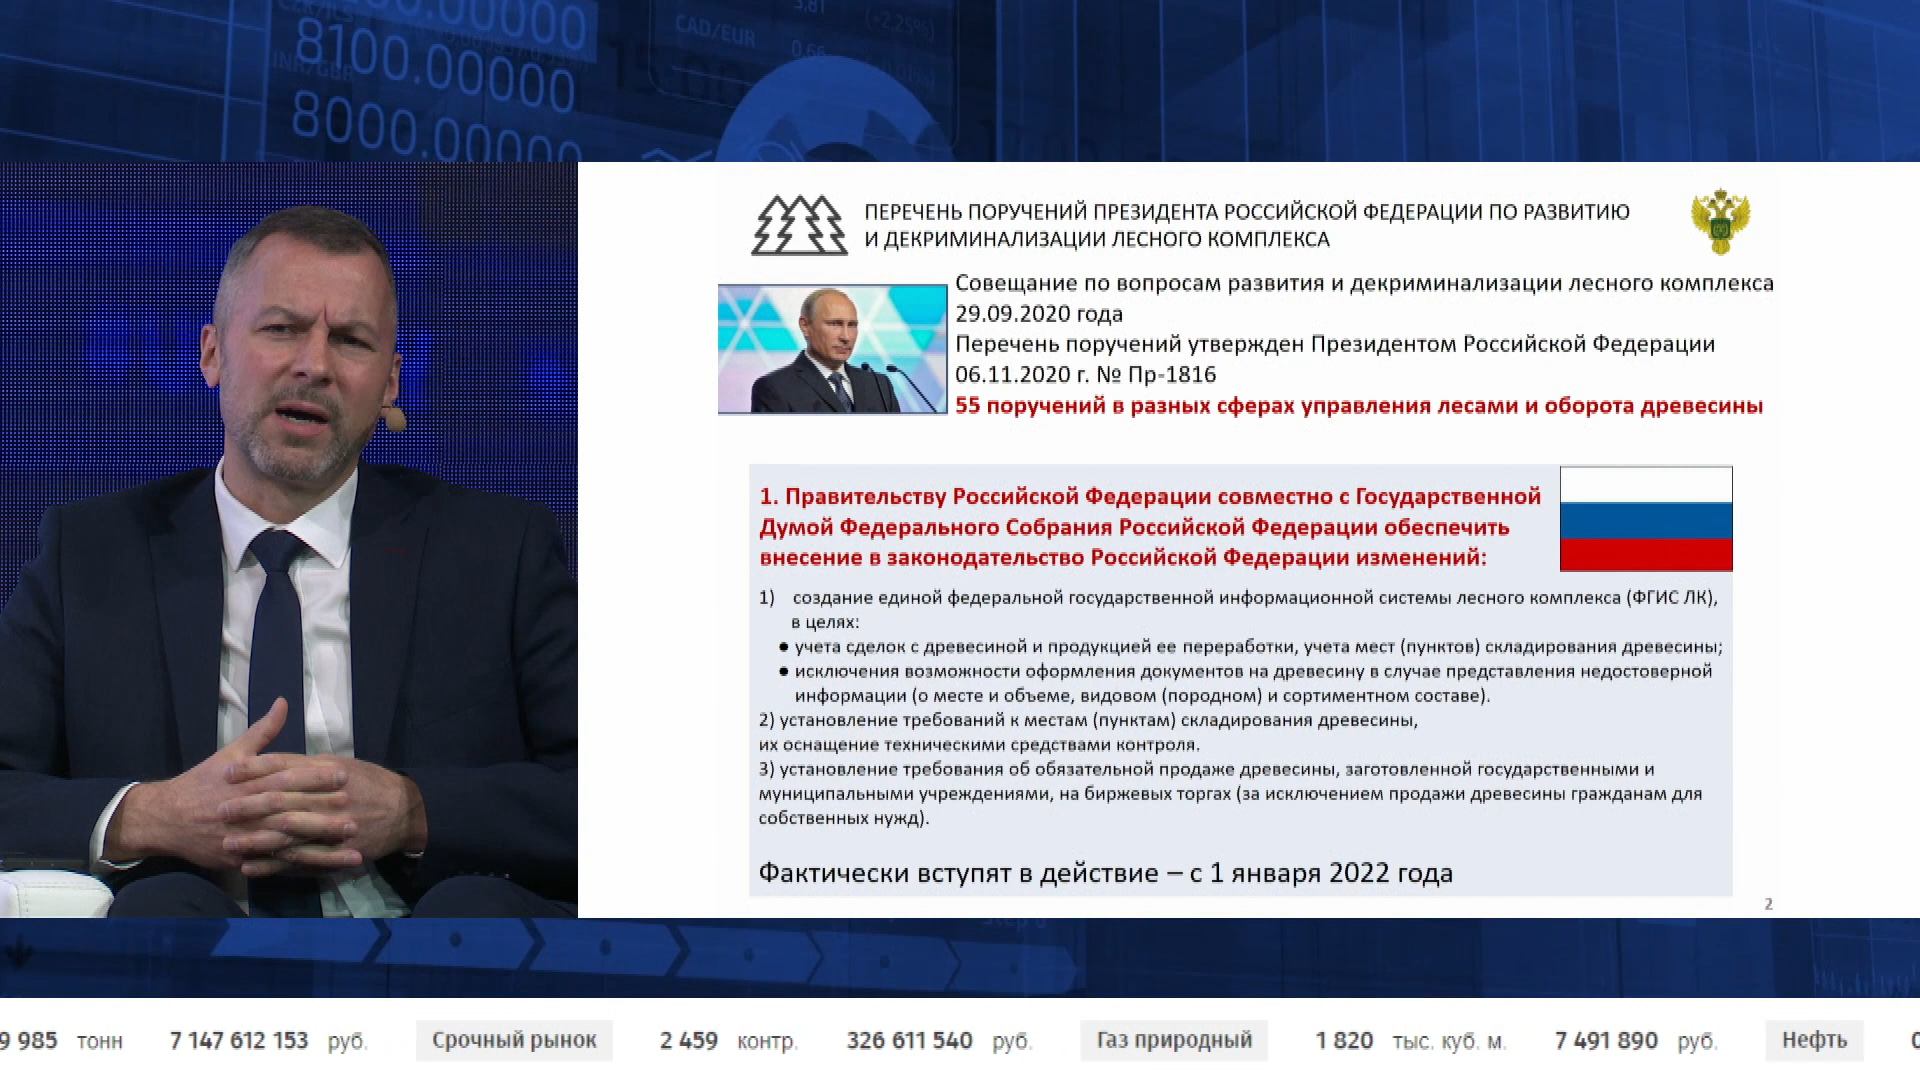 8100.00000
8000.00000
CAD/EUR
3,81
(+2.25%)
0.66
INR/GBP
ПЕРЕЧЕНЬ ПОРУЧЕНИЙ ПРЕЗИДЕНТА РОССИЙСКОЙ ФЕДЕРАЦИИ ПО РАЗВИТИЮ
И ДЕКРИМИНАЛИЗАЦИИ ЛЕСНОГО КОМПЛЕКСА
Совещание по вопросам развития и декриминализации лесного комплекса
29.09.2020 года
Перечень поручений утвержден Президентом Российской Федерации
06.11.2020 г. № Пр-1816
55 поручений в разных сферах управления лесами и оборота древесины
1. Правительству Российской Федерации совместно с Государственной
Думой Федерального Собрания Российской Федерации обеспечить
внесение в законодательство Российской Федерации изменений:
1) создание единой федеральной государственной информационной системы лесного комплекса (ФГИС ЛК),
в целях:
● учета сделок с древесиной и продукцией ее переработки, учета мест (пунктов) складирования древесины;
● исключения возможности оформления документов на древесину в случае представления недостоверной
информации (о месте и объеме, видовом (породном) и сортиментном составе).
2) установление требований к местам (пунктам) складирования древесины,
их оснащение техническими средствами контроля.
3) установление требования об обязательной продаже древесины, заготовленной государственными и
муниципальными учреждениями, на биржевых торгах (за исключением продажи древесины гражданам для
собственных нужд).
Фактически вступят в действие – с 1 января 2022 года
2
9 985 тонн 7 147 612 153 руб. Срочный рынок 2 459 контр. 326 611 540 руб. Газ природный 1 820 тыс. куб. м. 7 491 890 руб. Нефть